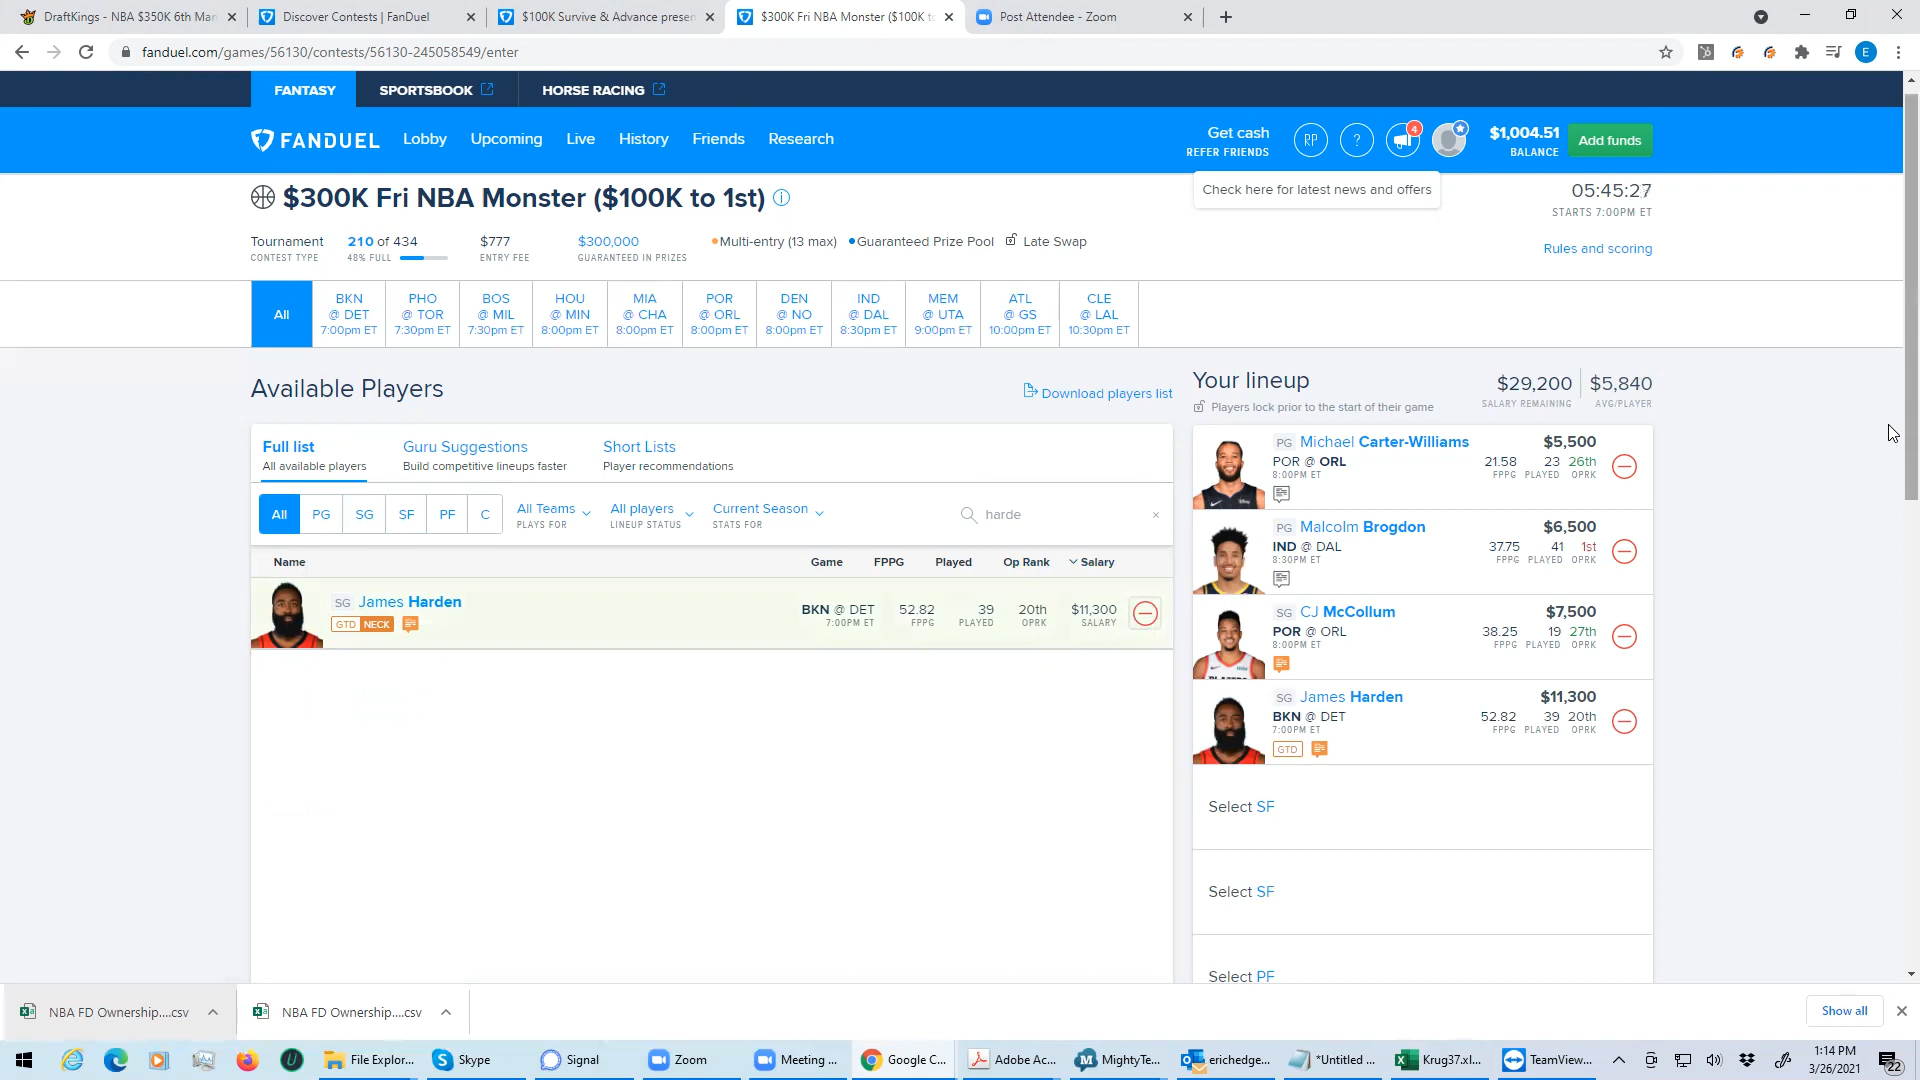 DraftKings - NBA $350K 6th Man
Discover Contests | FanDuel
$100K Survive & Advance presen
$300K Fri NBA Monster ($100K to
Post Attendee - Zoom
fanduel.com/games/56130/contests/56130-245058549/enter
E
FANTASY
SPORTSBOOK
HORSE RACING
FANDUEL
Lobby
Upcoming
Live
History
Friends
Research
Get cash
REFER FRIENDS
RP
?
4
$1,004.51
BALANCE
Add funds
Check here for latest news and offers
$300K Fri NBA Monster ($100K to 1st)
05:45:27
STARTS 7:00PM ET
Tournament
CONTEST TYPE
210 of 434
48% FULL
$777
ENTRY FEE
$300,000
GUARANTEED IN PRIZES
Multi-entry (13 max)
Guaranteed Prize Pool
Late Swap
Rules and scoring
All
BKN
@ DET
7:00pm ET
PHO
@ TOR
7:30pm ET
BOS
@ MIL
7:30pm ET
HOU
@ MIN
8:00pm ET
MIA
@ CHA
8:00pm ET
POR
@ ORL
8:00pm ET
DEN
@ NO
8:00pm ET
IND
@ DAL
8:30pm ET
MEM
@ UTA
9:00pm ET
ATL
@ GS
10:00pm ET
CLE
@ LAL
10:30pm ET
Available Players
Download players list
Full list
All available players
Guru Suggestions
Build competitive lineups faster
Short Lists
Player recommendations
All
PG
SG
SF
PF
C
All Teams
PLAYS FOR
All players
LINEUP STATUS
Current Season
STATS FOR
harde
×
Name
Game
FPPG
Played
Op Rank
Salary
SG James Harden
GTD NECK
BKN @ DET
7:00PM ET
52.82
FPPG
39
PLAYED
20th
OPRK
$11,300
SALARY
Your lineup
Players lock prior to the start of their game
$29,200
SALARY REMAINING
$5,840
AVG/PLAYER
PG Michael Carter-Williams
$5,500
POR @ ORL
8:00PM ET
21.58
FPPG
23
PLAYED
26th
OPRK
PG Malcolm Brogdon
$6,500
IND @ DAL
8:30PM ET
37.75
FPPG
41
PLAYED
1st
OPRK
SG CJ McCollum
$7,500
POR @ ORL
8:00PM ET
38.25
FPPG
19
PLAYED
27th
OPRK
SG James Harden
$11,300
BKN @ DET
7:00PM ET
52.82
FPPG
39
PLAYED
20th
OPRK
GTD
Select SF
Select SF
Select PF
NBA FD Ownership....csv
NBA FD Ownership....csv
Show all
File Explor...
Skype
Signal
Zoom
Meeting ...
Google C...
Adobe Ac...
MightyTe...
erichedge...
*Untitled ...
Krug37.xl...
TeamView...
1:14 PM
3/26/2021
22